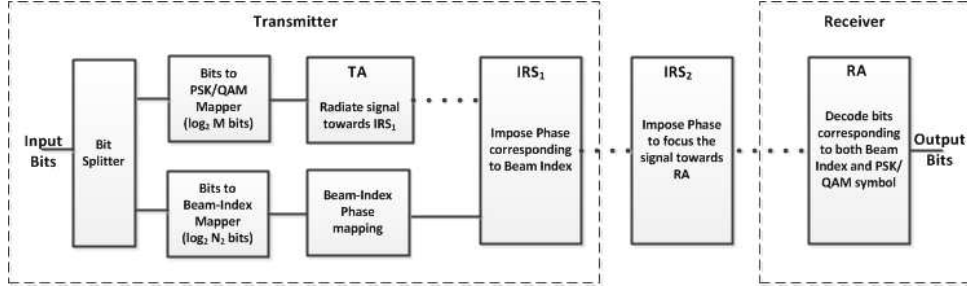 Transmitter
Receiver
Input
Bits
Bit
Splitter
Bits to
PSK/QAM
Mapper
(log₂ M bits)
TA
Radiate signal
towards IRS₁
Bits to
Beam-Index
Mapper
(log₂ N₂ bits)
Beam-Index
Phase
mapping
IRS₁
Impose Phase
corresponding
to Beam Index
IRS₂
Impose Phase
to focus the
signal towards
RA
RA
Decode bits
corresponding
to both Beam
Index and PSK/
QAM symbol
Output
Bits